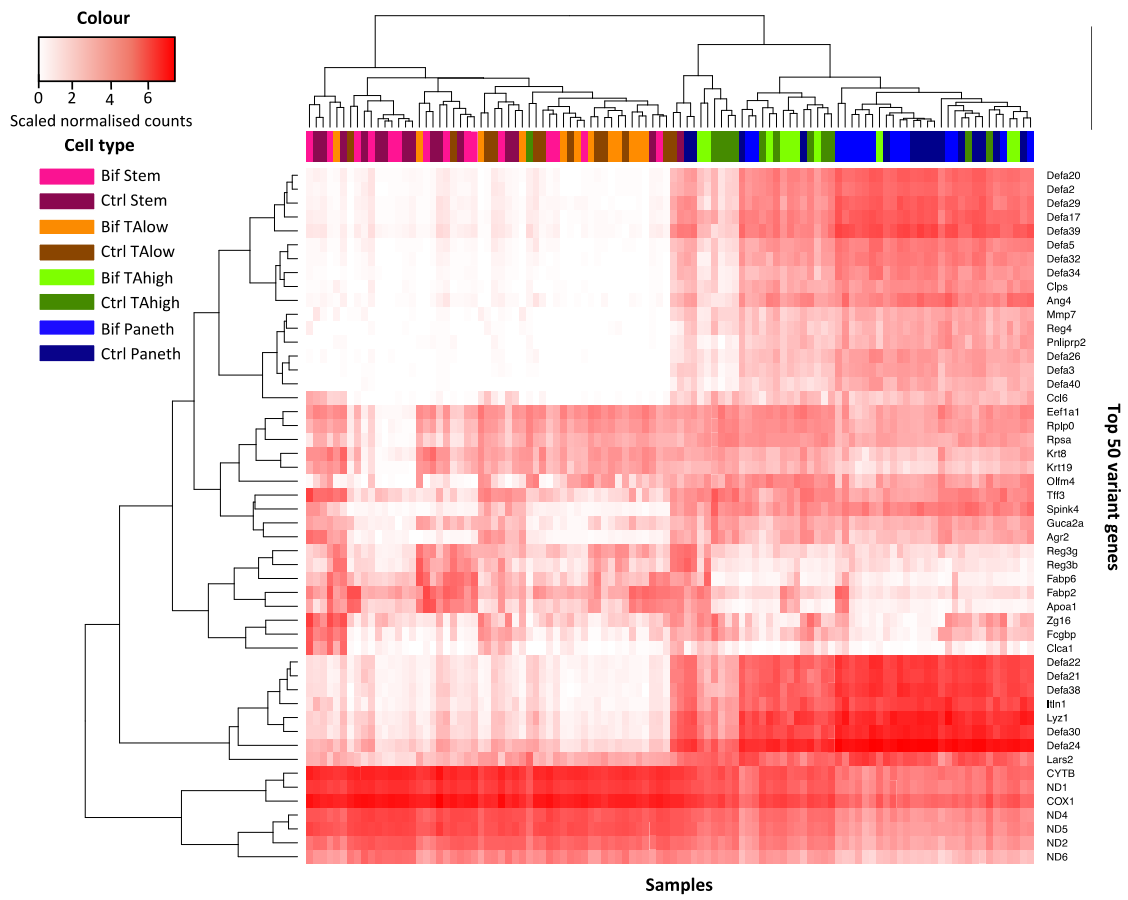 Colour
0 2 4 6
Scaled normalised counts
Cell type
Bif Stem
Ctrl Stem
Bif TAlow
Ctrl TAlow
Bif TAhigh
Ctrl TAhigh
Bif Paneth
Ctrl Paneth
Defa20
Defa2
Defa29
Defa17
Defa39
Defa5
Defa32
Defa34
Clps
Ang4
Mmp7
Reg4
Pnliprp2
Defa26
Defa3
Defa40
Ccl6
Eef1a1
Rplp0
Rpsa
Krt8
Krt19
Olfm4
Tff3
Spink4
Guca2a
Agr2
Reg3g
Reg3b
Fabp6
Fabp2
Apoa1
Zg16
Fcgbp
Clca1
Defa22
Defa21
Defa38
Itln1
Lyz1
Defa30
Defa24
Lars2
CYTB
ND1
COX1
ND4
ND5
ND2
ND6
Top 50 variant genes
Samples